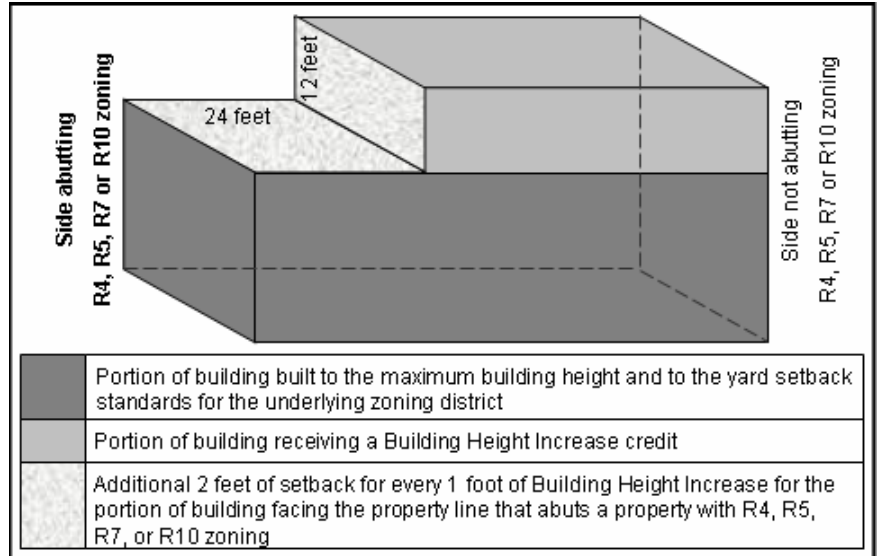 Side abutting
R4, R5, R7 or R10 zoning
24 feet
12 feet
Side not abutting
R4, R5, R7 or R10 zoning
Portion of building built to the maximum building height and to the yard setback
standards for the underlying zoning district
Portion of building receiving a Building Height Increase credit
Additional 2 feet of setback for every 1 foot of Building Height Increase for the
portion of building facing the property line that abuts a property with R4, R5,
R7, or R10 zoning